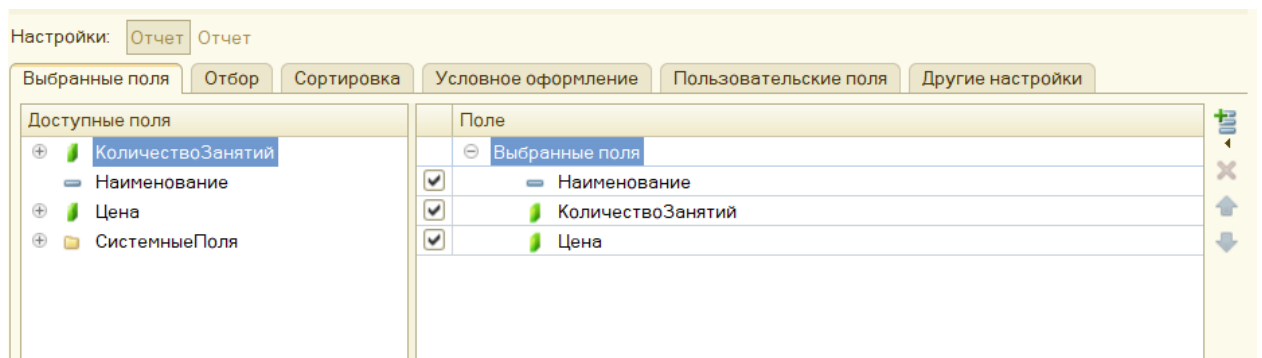 Настройки: Отчет Отчет
Выбранные поля Отбор Сортировка Условное оформление Пользовательские поля Другие настройки
Доступные поля Поле
КоличествоЗанятий Выбранные поля
Наименование Наименование
Цена КоличествоЗанятий
СистемныеПоля Цена